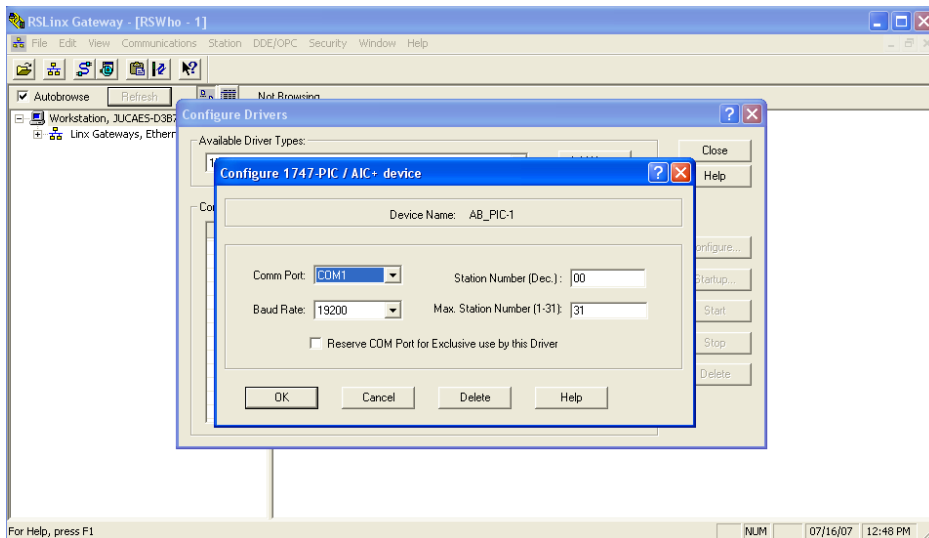 RSLinx Gateway - [RSWho - 1]
File Edit View Communications Station DDE/OPC Security Window Help
Autobrowse Refresh Not Browsing
Workstation, JUCAES-D3B7
Linx Gateways, Ethern
Configure Drivers
Available Driver Types:
Close
Help
Configure 1747-PIC / AIC+ device
Device Name: AB_PIC-1
Comm Port: COM1 Station Number (Dec.) : 00
Baud Rate: 19200 Max. Station Number (1-31): 31
Reserve COM Port for Exclusive use by this Driver
OK Cancel Delete Help
Startup...
Start
Stop
Delete
For Help, press F1 NUM 07/16/07 12:48 PM